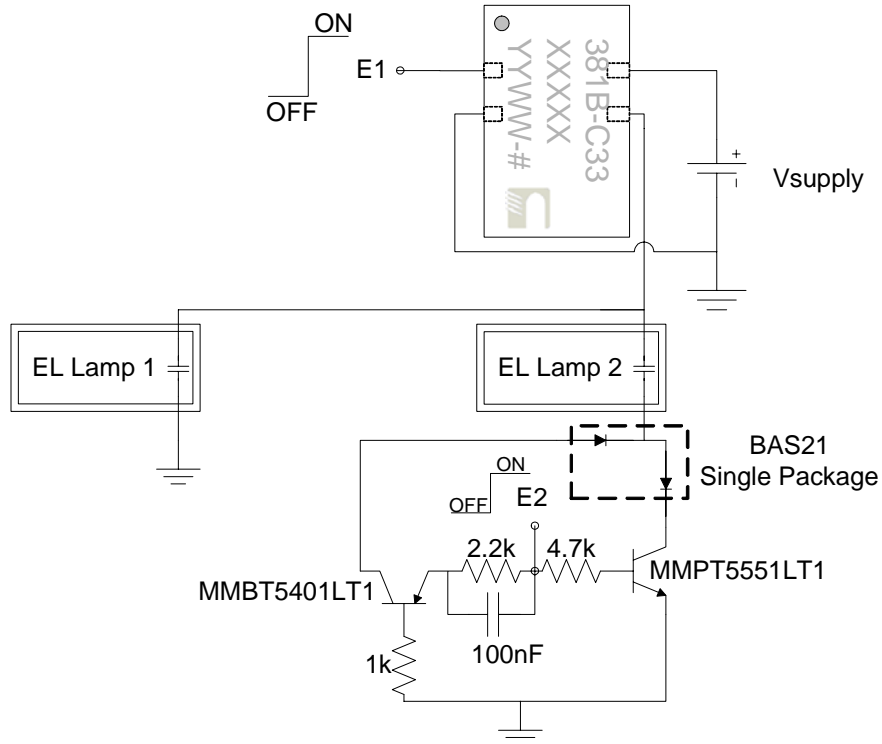 ON
OFF
E1
381B-C33
XXXXX
YYWW-#
+
-
Vsupply
EL Lamp 1
EL Lamp 2
BAS21
Single Package
ON
OFF
E2
2.2k
4.7k
MMBT5401LT1
MMPT5551LT1
100nF
1k